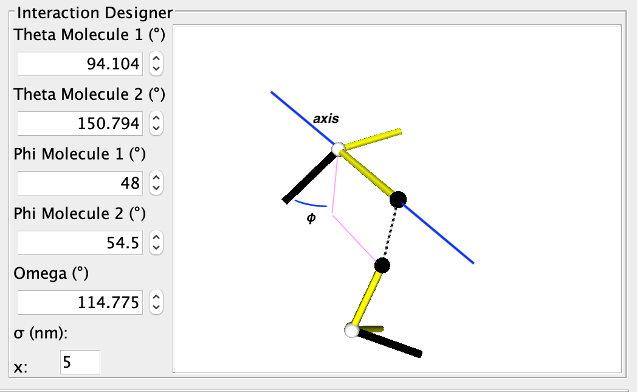 Interaction Designer
Theta Molecule 1 (°)
94.104
Theta Molecule 2 (°)
150.794
Phi Molecule 1 (°)
48
Phi Molecule 2 (°)
54.5
Omega (°)
114.775
σ (nm):
x: 5
axis
ϕ